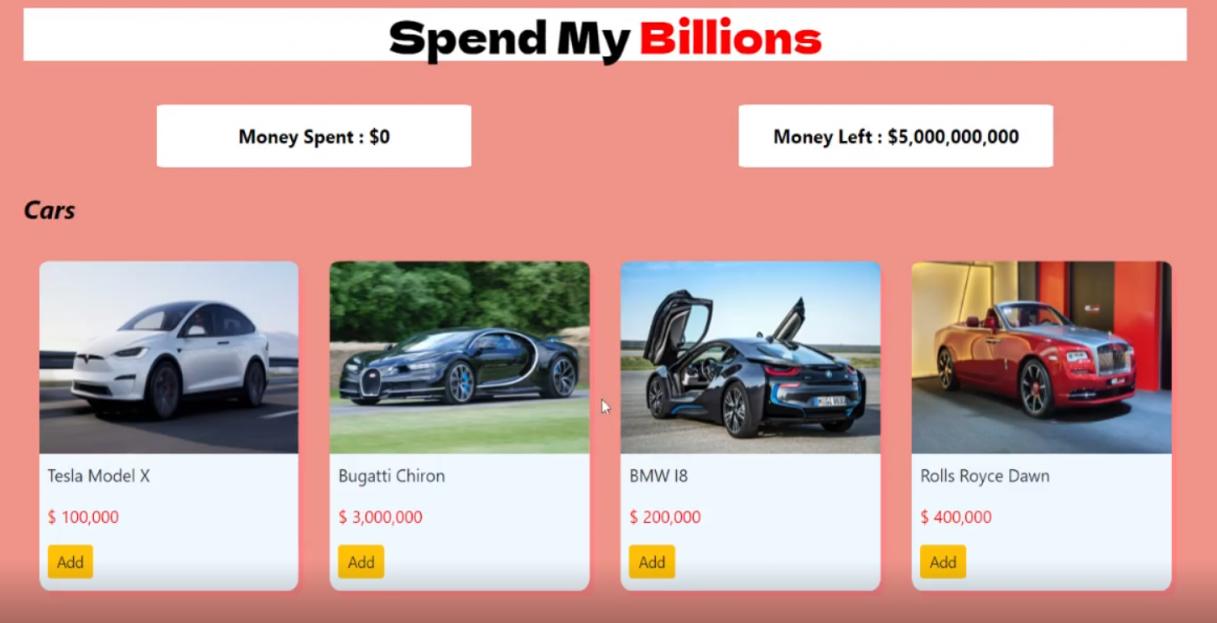 Spend My Billions
Money Spent : $0
Money Left : $5,000,000,000
Cars
Tesla Model X
$ 100,000
Add
Bugatti Chiron
$ 3,000,000
Add
BMW I8
$ 200,000
Add
Rolls Royce Dawn
$ 400,000
Add